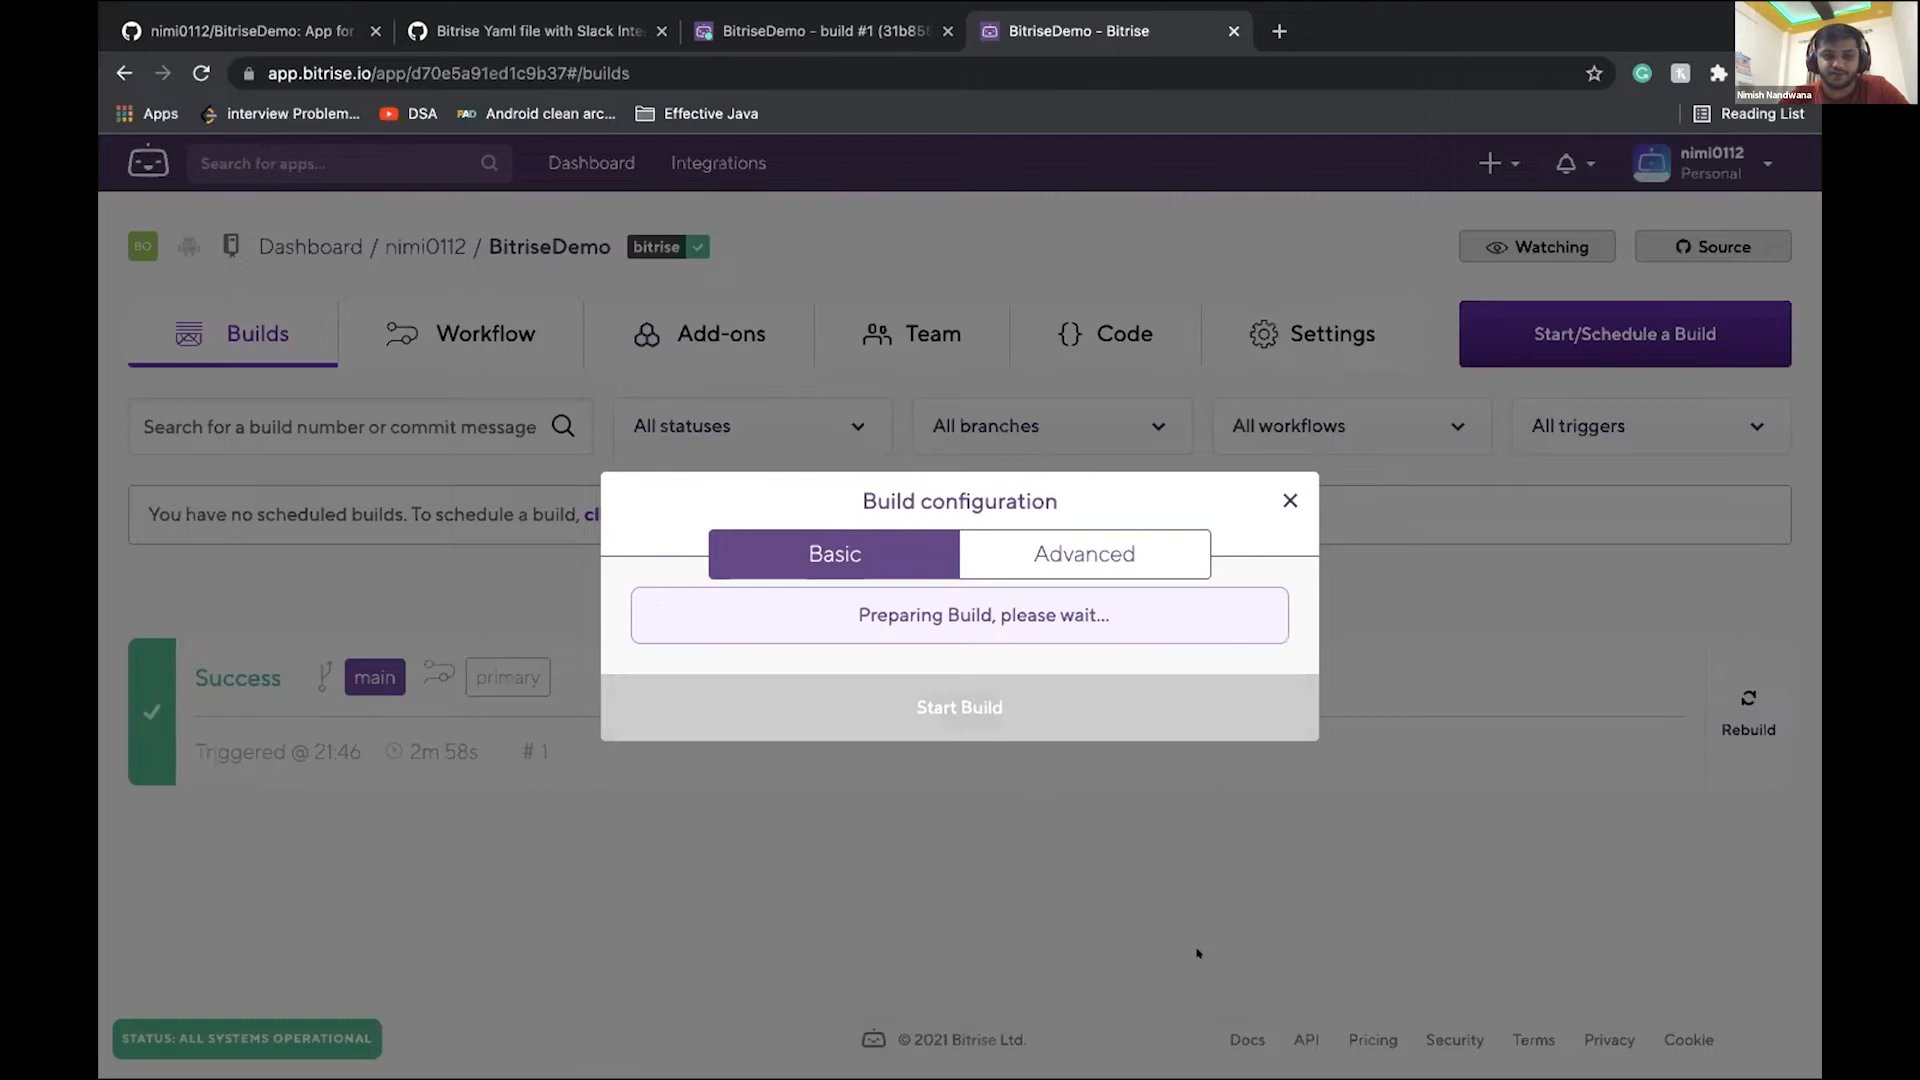 nimi0112/BitriseDemo: App for
Bitrise Yaml file with Slack Inte
BitriseDemo - build #1 (31b85
BitriseDemo - Bitrise
app.bitrise.io/app/d70e5a91ed1c9b37#/builds
Nimish Nandwana
Apps
interview Problem...
DSA
Android clean arc...
Effective Java
Reading List
Search for apps...
Dashboard
Integrations
nimi0112
Personal
BO
Dashboard / nimi0112 / BitriseDemo
bitrise
Watching
Source
Builds
Workflow
Add-ons
Team
Code
Settings
Start/Schedule a Build
Search for a build number or commit message
All statuses
All branches
All workflows
All triggers
You have no scheduled builds. To schedule a build, cl
Build configuration
Basic
Advanced
Preparing Build, please wait...
Start Build
Success
main
primary
Triggered @ 21:46
2m 58s
# 1
Rebuild
STATUS: ALL SYSTEMS OPERATIONAL
© 2021 Bitrise Ltd.
Docs
API
Pricing
Security
Terms
Privacy
Cookie